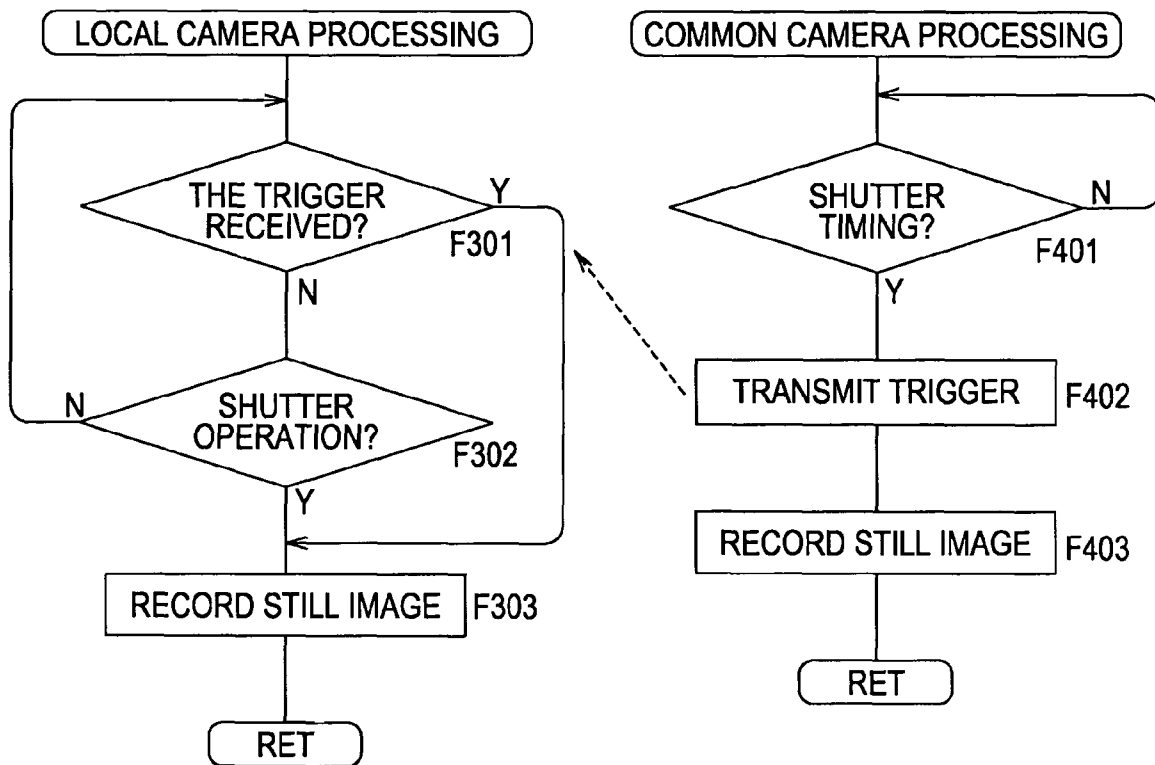 LOCAL CAMERA PROCESSING
THE TRIGGER
RECEIVED?
Y
F301
N
SHUTTER
OPERATION?
N
F302
Y
RECORD STILL IMAGE
F303
RET
COMMON CAMERA PROCESSING
SHUTTER
TIMING?
N
F401
Y
TRANSMIT TRIGGER
F402
RECORD STILL IMAGE
F403
RET